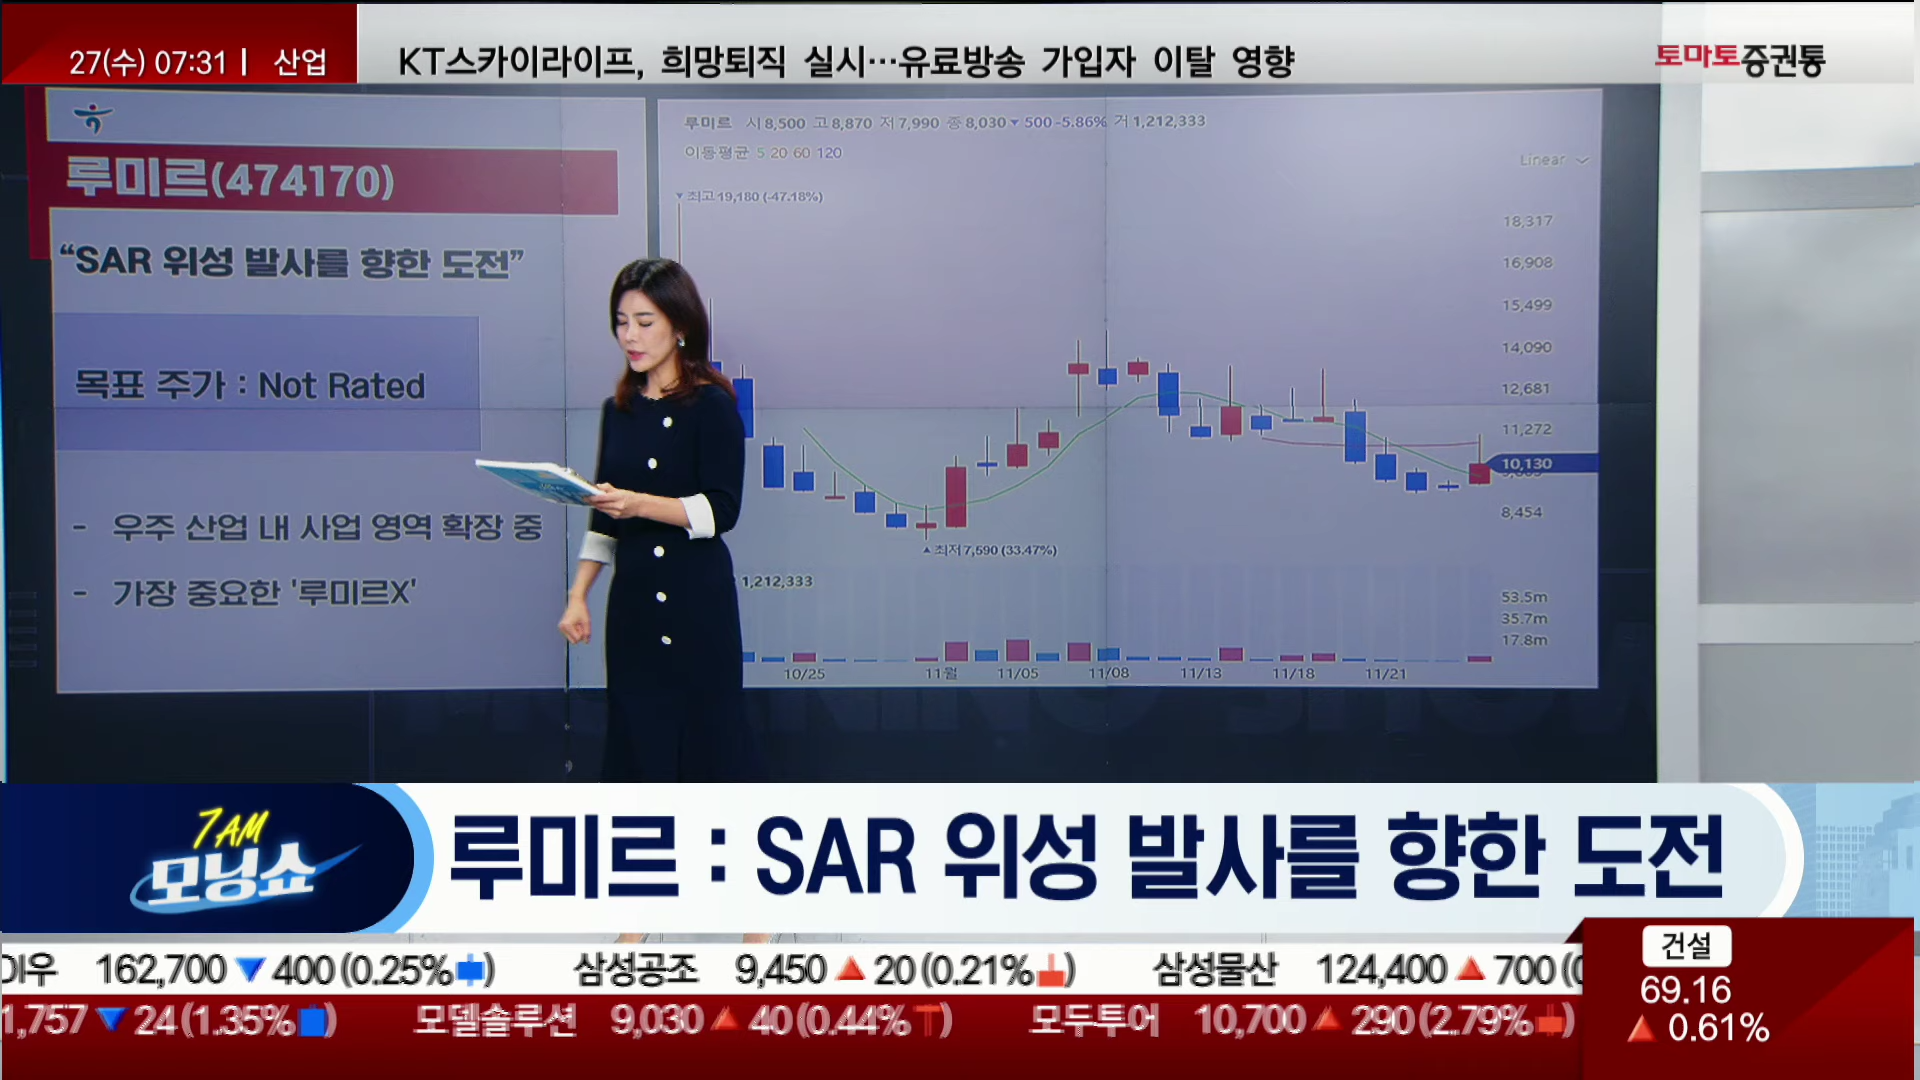 27(수) 07:31 | 산업
KT스카이라이프, 희망퇴직 실시…유료방송 가입자 이탈 영향
토마토증권통
루미르(474170)
“SAR 위성 발사를 향한 도전”
목표 주가 : Not Rated
- 우주 산업 내 사업 영역 확장 중
- 가장 중요한 '루미르X'
루미르 시8,500 고8,870 저7,990 종8,030 ▼500 -5.86% 거1,212,333
이동평균 5 20 60 120
Linear
▼최고19,180 (-47.18%)
18,317
16,908
15,499
14,090
12,681
11,272
10,130
8,454
▲최저7,590 (33.47%)
1,212,333
53.5m
35.7m
17.8m
10/25 11월 11/05 11/08 11/13 11/18 11/21
7AM
모닝쇼
루미르 : SAR 위성 발사를 향한 도전
162,700 ▼400(0.25%) 삼성공조 9,450 ▲20(0.21%) 삼성물산 124,400 ▲700
1,757 ▼24(1.35%) 모델솔루션 9,030 ▲40(0.44%) 모두투어 10,700 ▲290(2.79%)
건설
69.16
▲ 0.61%